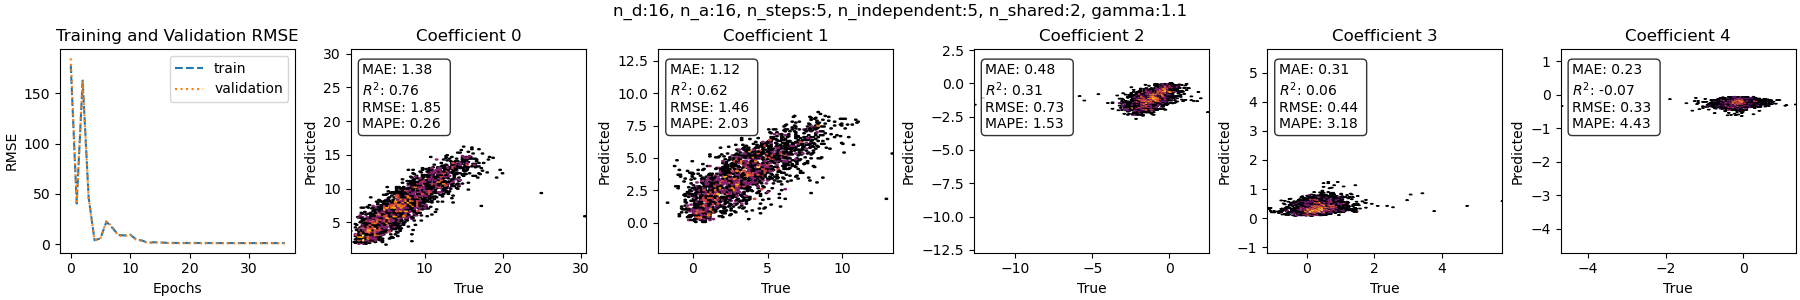 n_d:16, n_a:16, n_steps:5, n_independent:5, n_shared:2, gamma:1.1
Training and Validation RMSE
train
validation
RMSE
150
100
50
0
0
10
20
30
Epochs
Coefficient 0
MAE: 1.38
R²: 0.76
RMSE: 1.85
MAPE: 0.26
Predicted
30
25
20
15
10
5
10
20
30
True
Coefficient 1
MAE: 1.12
R²: 0.62
RMSE: 1.46
MAPE: 2.03
Predicted
12.5
10.0
7.5
5.0
2.5
0.0
0
5
10
True
Coefficient 2
MAE: 0.48
R²: 0.31
RMSE: 0.73
MAPE: 1.53
Predicted
2.5
0.0
−2.5
−5.0
−7.5
−10.0
−12.5
−10
−5
0
True
Coefficient 3
MAE: 0.31
R²: 0.06
RMSE: 0.44
MAPE: 3.18
Predicted
5
4
3
2
1
0
−1
0
2
4
True
Coefficient 4
MAE: 0.23
R²: -0.07
RMSE: 0.33
MAPE: 4.43
Predicted
1
0
−1
−2
−3
−4
−4
−2
0
True